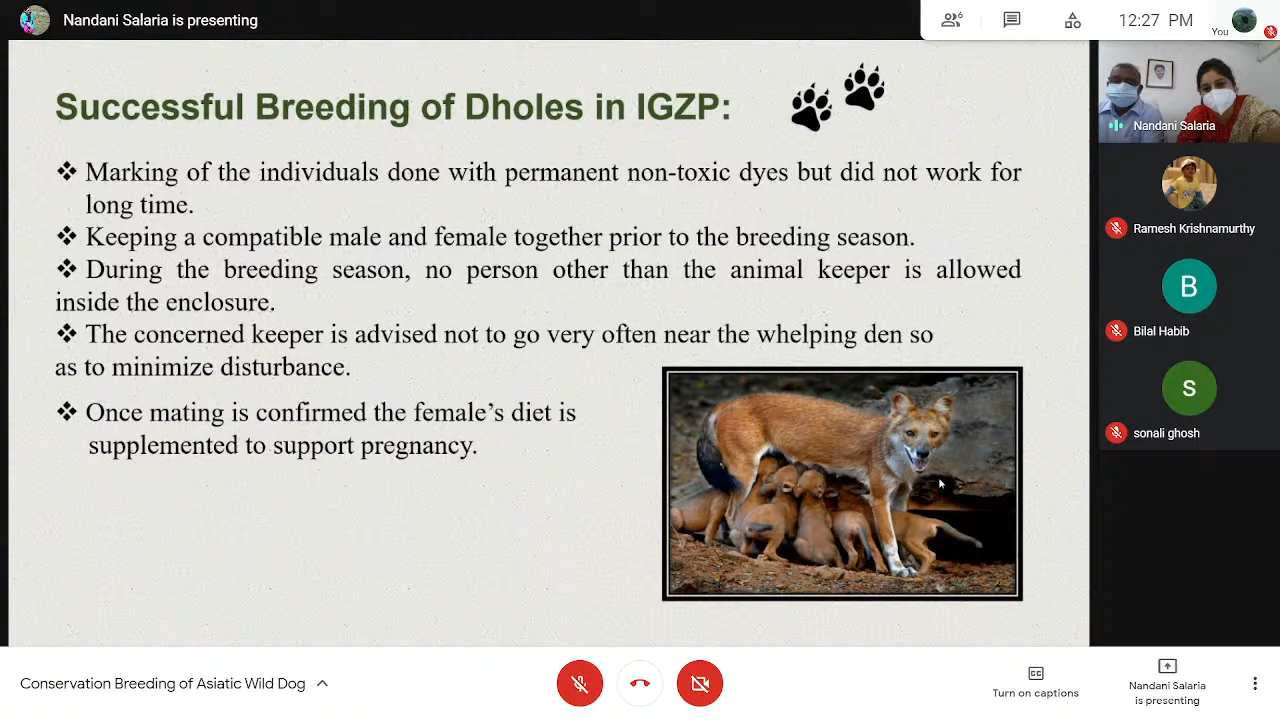 Nandani Salaria is presenting
6
12:27 PM
You
Successful Breeding of Dholes in IGZP:
❖ Marking of the individuals done with permanent non-toxic dyes but did not work for
long time.
❖ Keeping a compatible male and female together prior to the breeding season.
❖ During the breeding season, no person other than the animal keeper is allowed
inside the enclosure.
❖ The concerned keeper is advised not to go very often near the whelping den so
as to minimize disturbance.
❖ Once mating is confirmed the female’s diet is
supplemented to support pregnancy.
Nandani Salaria
Ramesh Krishnamurthy
B
Bilal Habib
S
sonali ghosh
Conservation Breeding of Asiatic Wild Dog
CC
Turn on captions
Nandani Salaria
is presenting